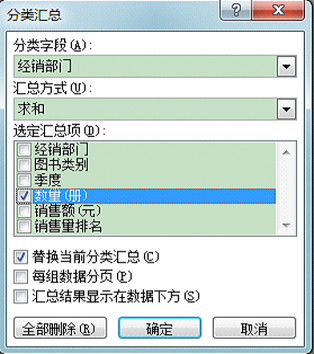 分类汇总
分类字段(A):
经销部门
汇总方式(U):
求和
选定汇总项(D):
经销部门
图书类别
季度
数量(册)
销售额(元)
销售量排名
替换当前分类汇总(C)
每组数据分页(P)
汇总结果显示在数据下方(S)
全部删除(R) 确定 取消